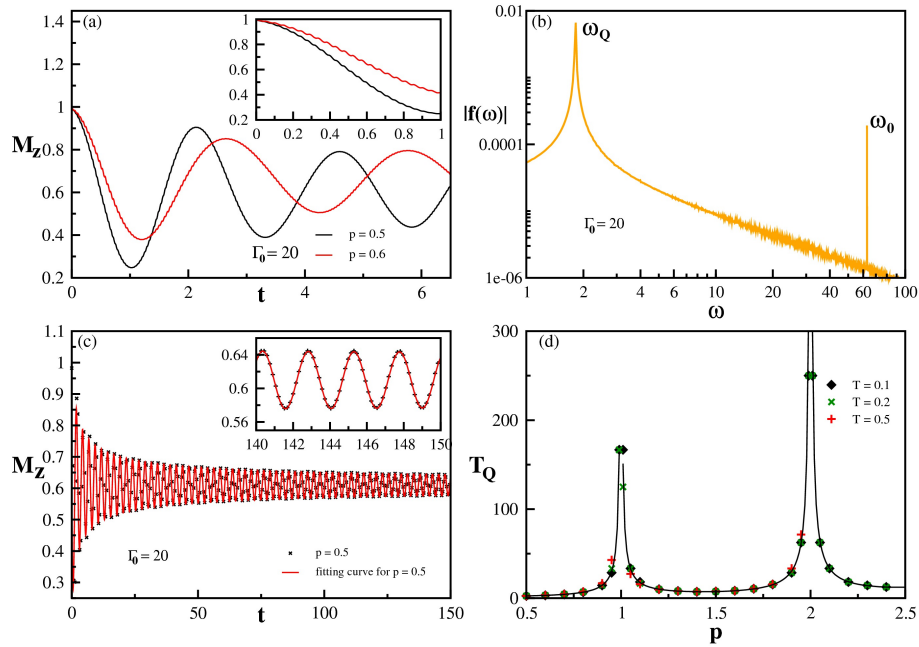 (a)
1.4
1.2
1
0.8
0.6
0.4
0.2
M_z
0
2
4
6
t
Γ₀ = 20
p = 0.5
p = 0.6
1
0.8
0.6
0.4
0.2
0
0.2
0.4
0.6
0.8
1
(b)
0.01
0.0001
1e-06
|f(ω)|
ω_Q
ω₀
Γ₀ = 20
1
2
4
6
10
20
40
60
100
ω
(c)
1.1
1
0.9
0.8
0.7
0.6
0.5
0.4
0.3
M_z
0
50
100
150
t
Γ₀ = 20
p = 0.5
fitting curve for p = 0.5
0.64
0.6
0.56
140
142
144
146
148
150
(d)
300
200
100
0
T_Q
0.5
1
1.5
2
2.5
p
T = 0.1
T = 0.2
T = 0.5